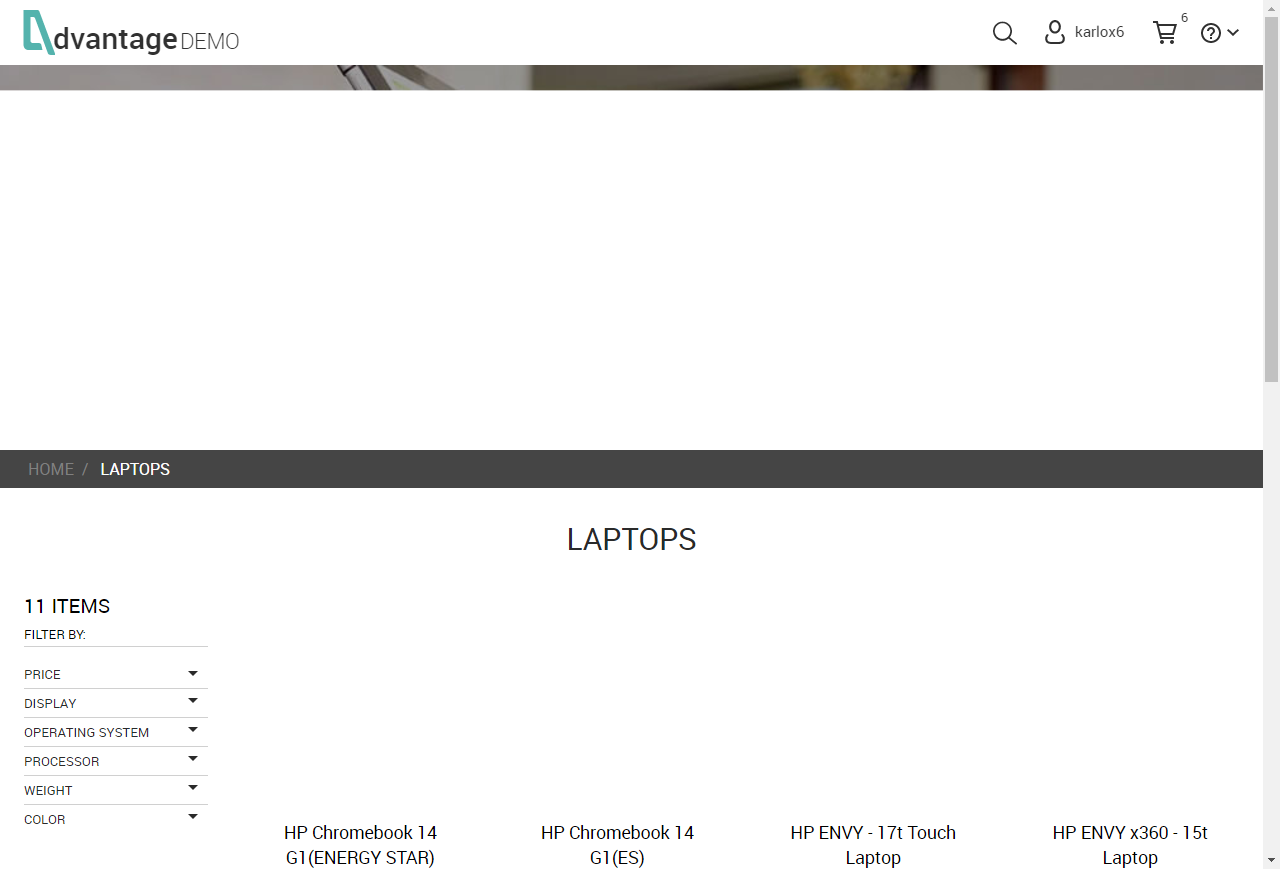 dvantage DEMO
karlox6
6
HOME / LAPTOPS
LAPTOPS
11 ITEMS
FILTER BY:
PRICE
DISPLAY
OPERATING SYSTEM
PROCESSOR
WEIGHT
COLOR
HP Chromebook 14
G1(ENERGY STAR)
HP Chromebook 14
G1(ES)
HP ENVY - 17t Touch
Laptop
HP ENVY x360 - 15t
Laptop